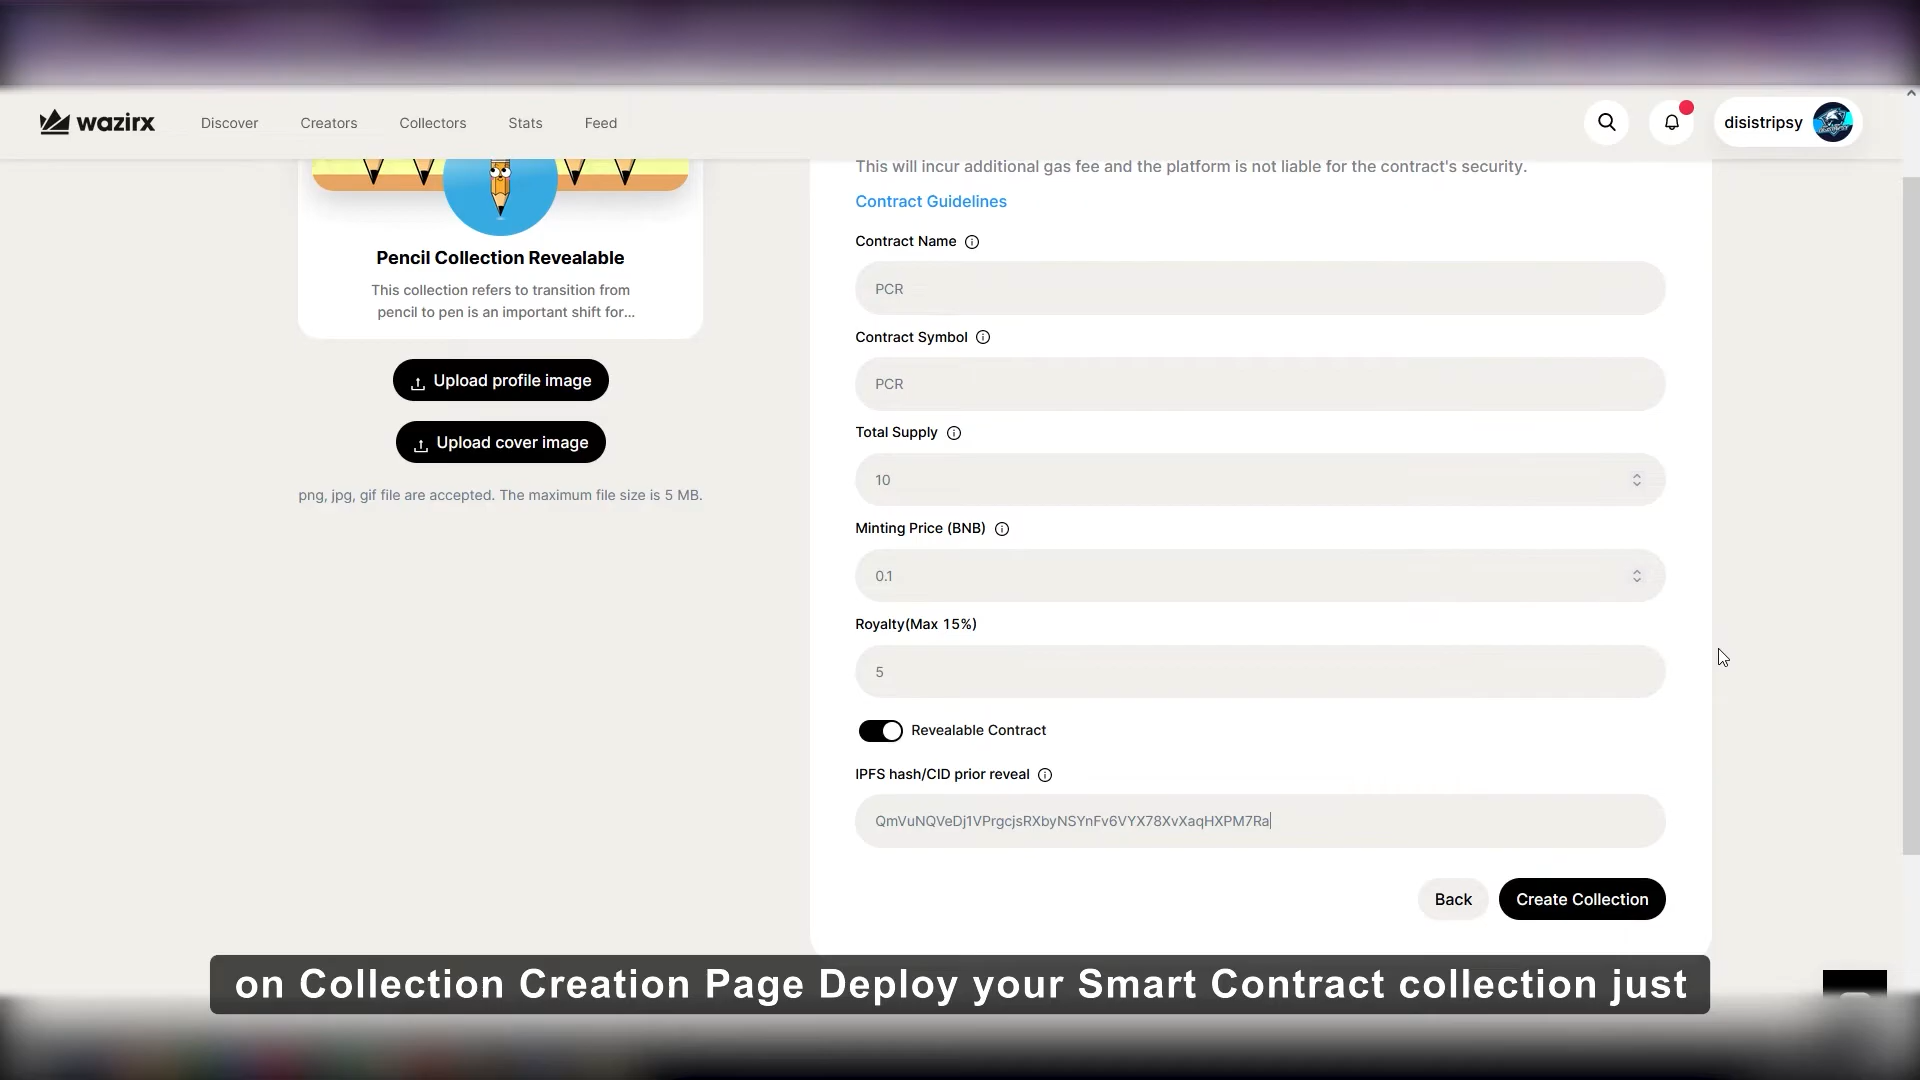 wazirx
Discover
Creators
Collectors
Stats
Feed
disistripsy
This will incur additional gas fee and the platform is not liable for the contract's security.
Contract Guidelines
Pencil Collection Revealable
This collection refers to transition from
pencil to pen is an important shift for...
Upload profile image
Upload cover image
png, jpg, gif file are accepted. The maximum file size is 5 MB.
Contract Name
PCR
Contract Symbol
PCR
Total Supply
10
Minting Price (BNB)
0.1
Royalty(Max 15%)
5
Revealable Contract
IPFS hash/CID prior reveal
QmVuNQVeDj1VPrgcjsRXbyNSYnFv6VYX78XvXaqHXPM7Ra
Back
Create Collection
on Collection Creation Page Deploy your Smart Contract collection just